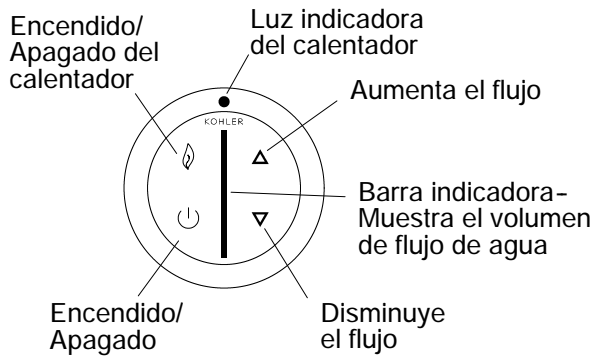 Encendido/
Apagado del
calentador
Luz indicadora
del calentador
Aumenta el flujo
KOHLER
Barra indicadora-
Muestra el volumen
de flujo de agua
Encendido/
Apagado
Disminuye
el flujo